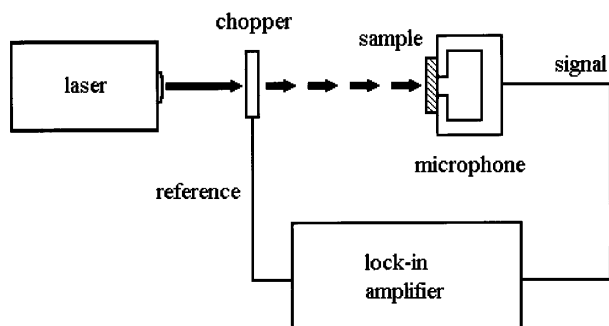 chopper
sample
laser
signal
reference
microphone
lock-in
amplifier